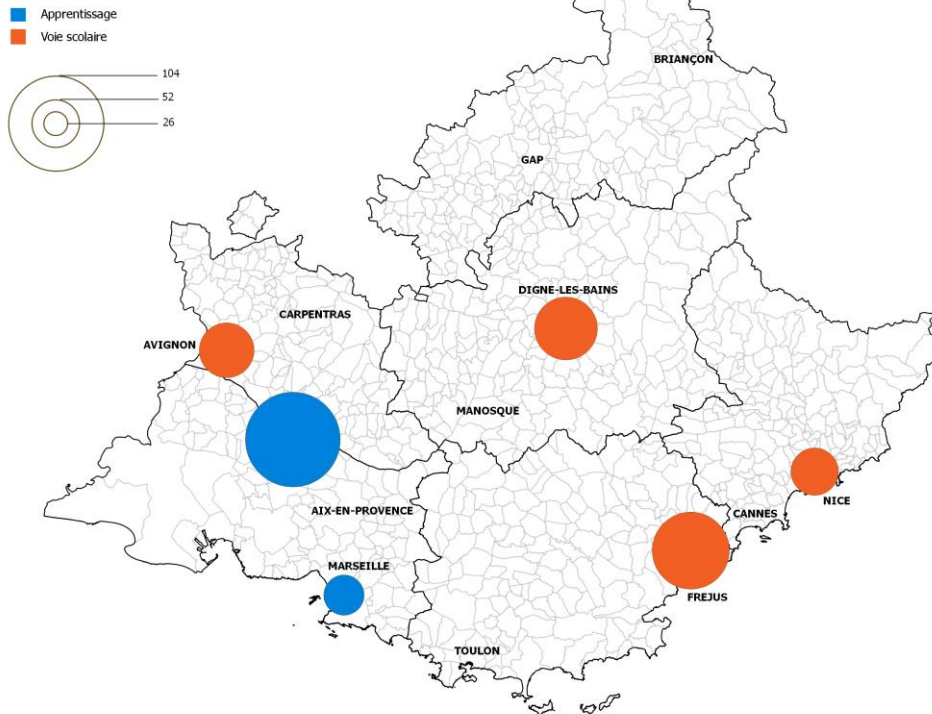 Apprentissage
Voie scolaire
104
52
26
BRIANÇON
GAP
DIGNE-LES-BAINS
CARPENTRAS
AVIGNON
MANOSQUE
AIX-EN-PROVENCE
CANNES
NICE
MARSEILLE
FREJUS
TOULON